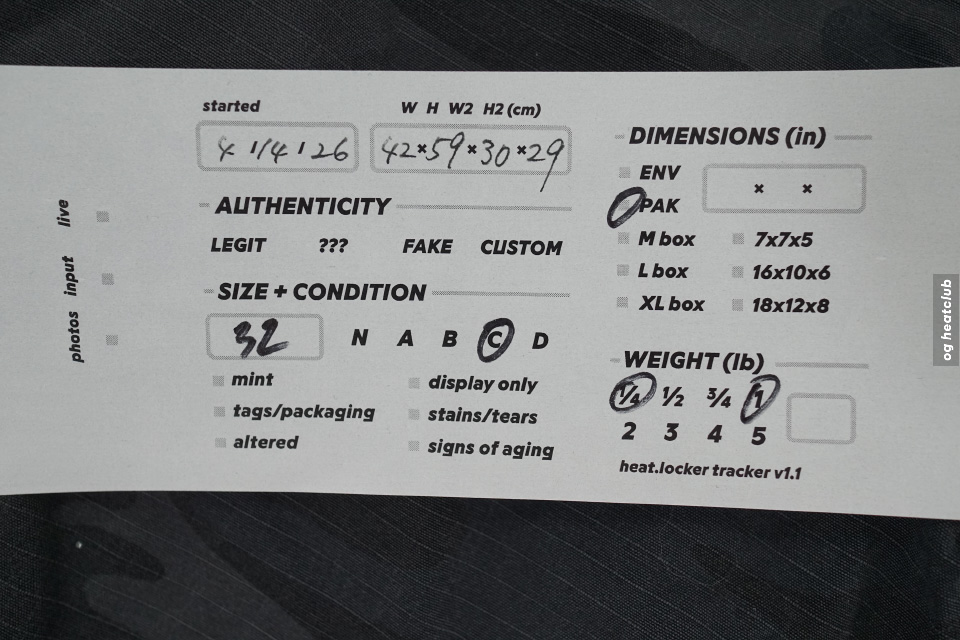 started
4/14/26
W H W2 H2 (cm)
42×59×30×29
AUTHENTICITY
LEGIT ??? FAKE CUSTOM
SIZE + CONDITION
32 N A B C D
mint
tags/packaging
altered
display only
stains/tears
signs of aging
DIMENSIONS (in)
ENV × ×
PAK
M box 7x7x5
L box 16x10x6
XL box 18x12x8
WEIGHT (lb)
¼ ½ ¾ 1
2 3 4 5
heat.locker tracker v1.1
live
input
photos
og heatclub